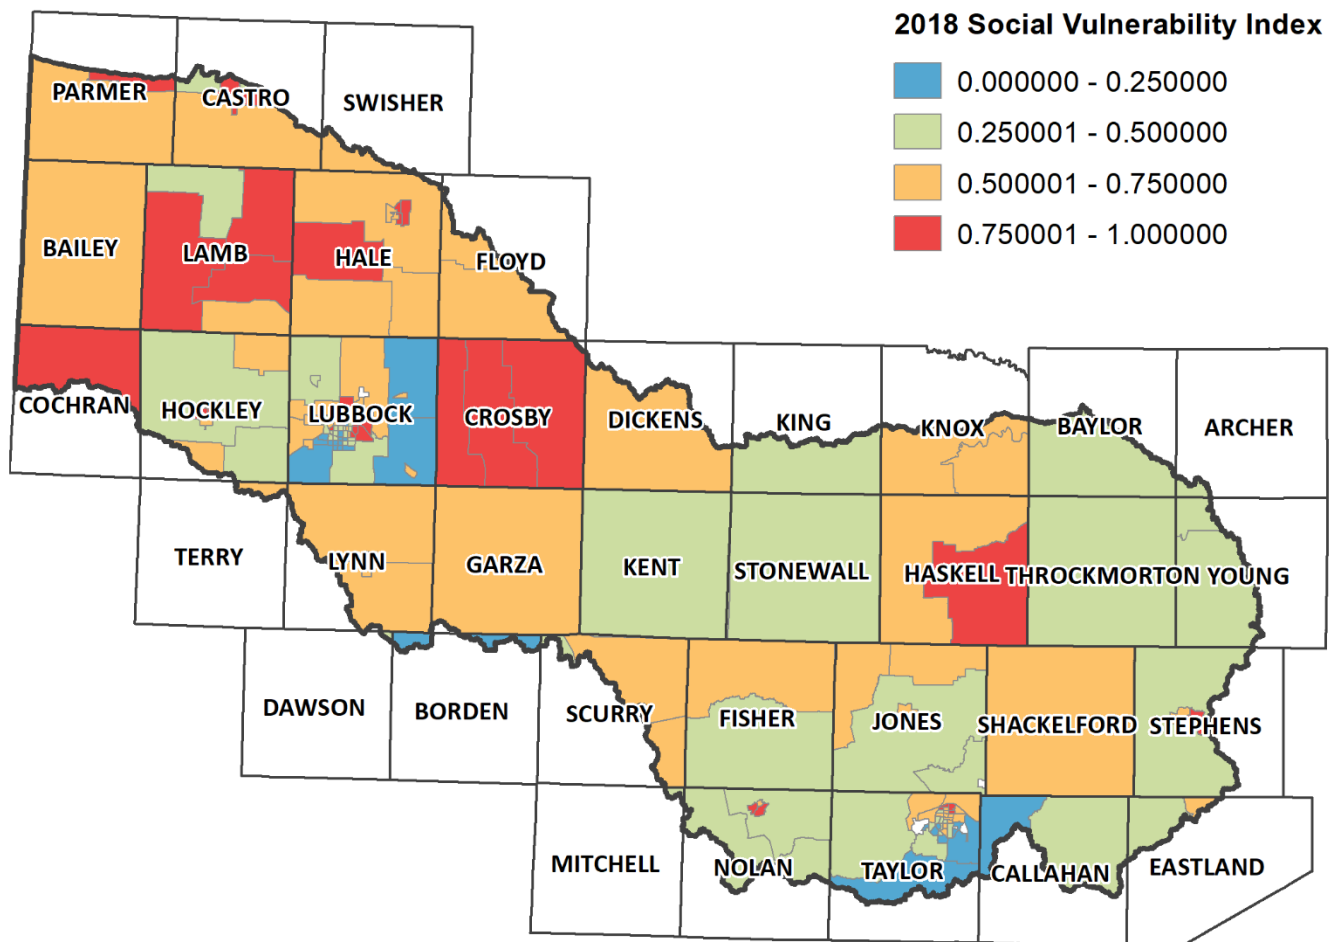 2018 Social Vulnerability Index
0.000000 - 0.250000
0.250001 - 0.500000
0.500001 - 0.750000
0.750001 - 1.000000
PARMER
CASTRO
SWISHER
BAILEY
LAMB
HALE
FLOYD
COCHRAN
HOCKLEY
LUBBOCK
CROSBY
DICKENS
KING
KNOX
BAYLOR
ARCHER
TERRY
LYNN
GARZA
KENT
STONEWALL
HASKELL
THROCKMORTON
YOUNG
DAWSON
BORDEN
SCURRY
FISHER
JONES
SHACKELFORD
STEPHENS
MITCHELL
NOLAN
TAYLOR
CALLAHAN
EASTLAND